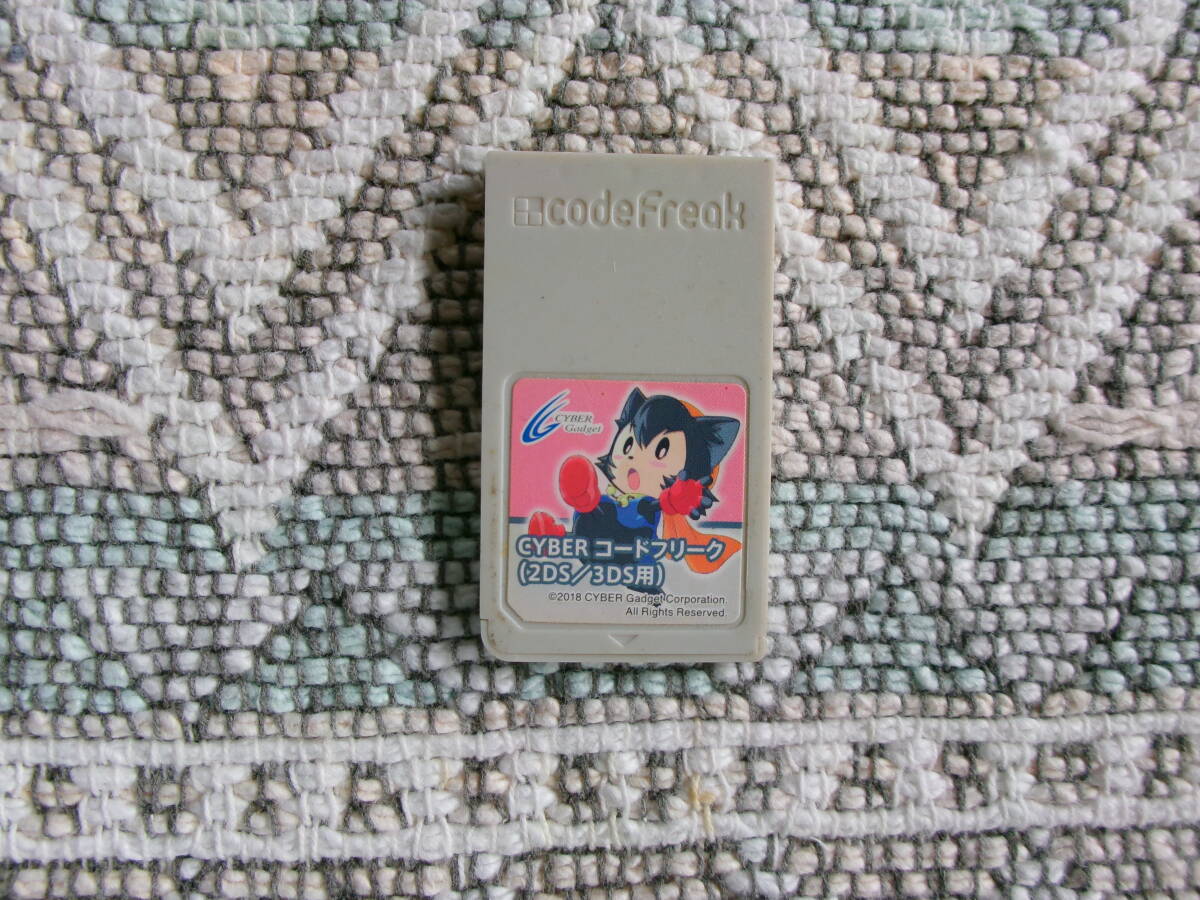 codeFreak
CYBER
Gadget
CYBER コードフリーク
(2DS/3DS用)
©2018 CYBER Gadget Corporation.
All Rights Reserved.